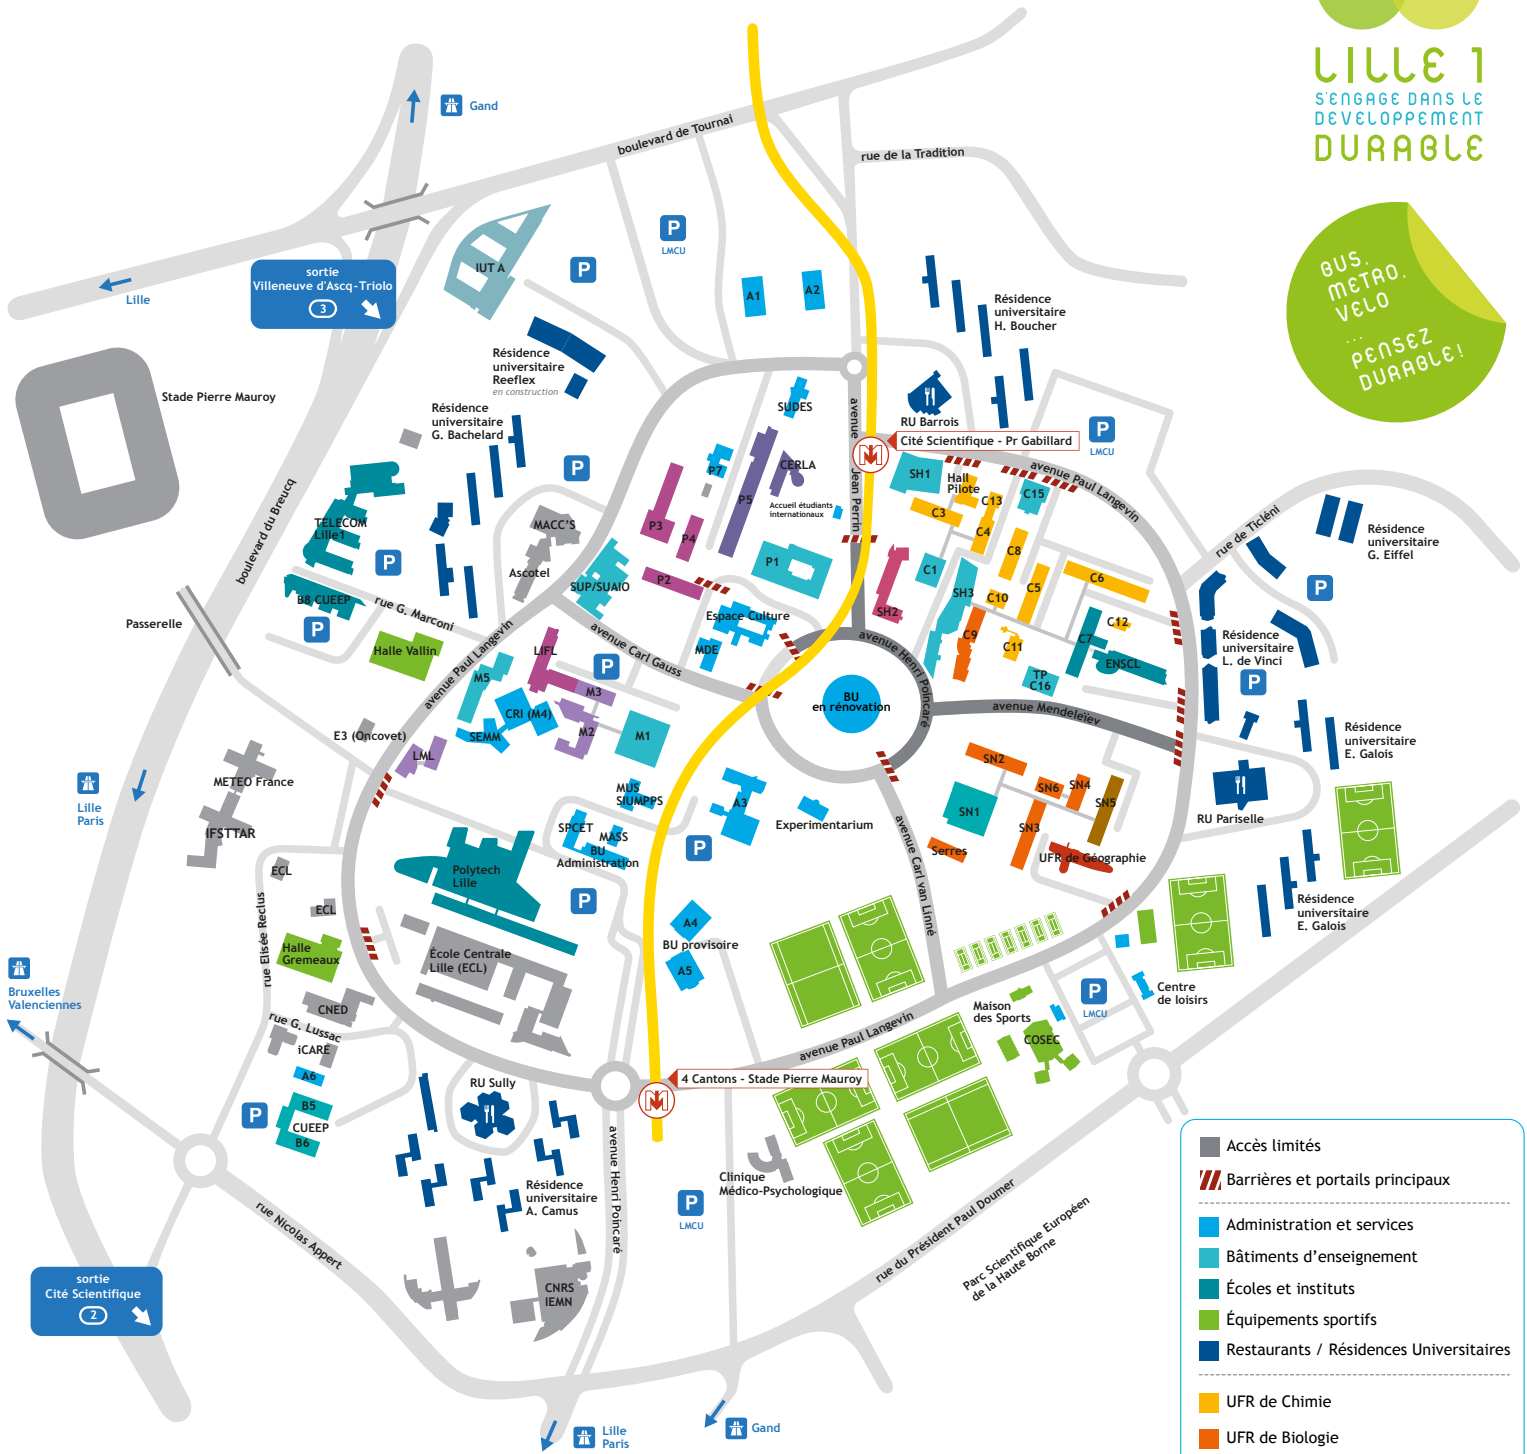 LILLE 1
S'ENGAGE DANS LE
DEVELOPPEMENT
DURABLE
BUS,
METRO,
VELO
...
PENSEZ
DURABLE!
Gand
boulevard de Tournai
rue de la Tradition
P
LMCU
P
IUT A
sortie
Villeneuve d'Ascq-Triolo
3
Lille
A1
A2
Résidence
universitaire
H. Boucher
Résidence
universitaire
Reeflex
en construction
Stade Pierre Mauroy
Résidence
universitaire
G. Bachelard
SUDES
avenue Jean Perrin
RU Barrois
Cité Scientifique - Pr Gabillard
P
LMCU
avenue Paul Langevin
P
P7
CERLA
P5
Accueil étudiants
internationaux
SH1
Hall
Pilote
C13
C15
C3
C4
C8
boulevard du Breucq
TELECOM
Lille1
MACC'S
P3
P4
P
Ascotel
SUP/SUAIO
P2
P1
C1
SH3
C5
C6
C10
SH2
C9
C11
C12
C7
ENSCL
TP
C16
rue de Ticléni
Résidence
universitaire
G. Eiffel
P
B8 CUEEP
rue G. Marconi
P
Passerelle
Halle Vallin
avenue Paul Langevin
Espace Culture
MDE
avenue Carl Gauss
avenue Henri Poincaré
Résidence
universitaire
L. de Vinci
P
LIFL
P
M5
M3
CRI (M4)
M2
M1
SEMM
BU
en rénovation
avenue Mendeleïev
E3 (Oncovet)
LML
METEO France
Résidence
universitaire
E. Galois
SN2
SN6
SN4
SN5
SN1
SN3
Serres
UFR de Géographie
RU Pariselle
Lille
Paris
IFSTTAR
MUS
SIUMPPS
A3
Experimentarium
SPCET
MASS
BU
Administration
P
avenue Carl van Linné
ECL
Polytech
Lille
P
ECL
rue Elisée Reclus
Halle
Gremeaux
École Centrale
Lille (ECL)
A4
BU provisoire
A5
Résidence
universitaire
E. Galois
Bruxelles
Valenciennes
CNED
rue G. Lussac
iCARE
A6
Centre
de loisirs
P
LMCU
Maison
des Sports
COSEC
avenue Paul Langevin
P
B5
CUEEP
B6
RU Sully
4 Cantons - Stade Pierre Mauroy
Résidence
universitaire
A. Camus
avenue Henri Poincaré
Clinique
Médico-Psychologique
P
LMCU
rue Nicolas Appert
CNRS
IEMN
rue du Président Paul Doumer
Parc Scientifique Européen
de la Haute Borne
sortie
Cité Scientifique
2
Lille
Paris
Gand
Accès limités
Barrières et portails principaux
Administration et services
Bâtiments d'enseignement
Écoles et instituts
Équipements sportifs
Restaurants / Résidences Universitaires
UFR de Chimie
UFR de Biologie